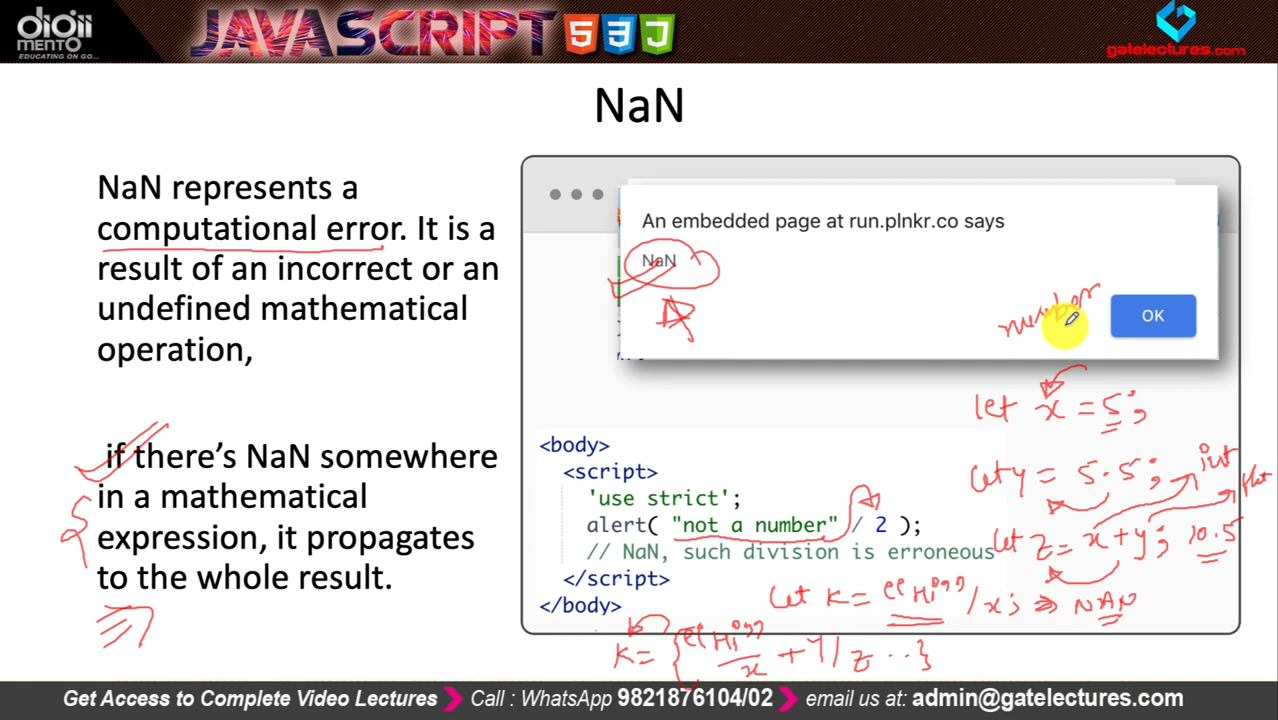 DIGII
MENTO
EDUCATING ON GO...
JAVASCRIPT 5 3 J
gatelectures.com
NaN
NaN represents a
computational error. It is a
result of an incorrect or an
undefined mathematical
operation,
if there’s NaN somewhere
in a mathematical
expression, it propagates
to the whole result.
An embedded page at run.plnkr.co says
NaN
number
OK
let x = 5;
<body>
<script>
'use strict';
alert( "not a number" / 2 );
// NaN, such division is erroneous
</script>
</body>
let y = 5.5; int
let z = x+y; 10.5
let K = "Hi"/x; ⇒ NAN
K = { "Hi"/x + y/z ..}
Get Access to Complete Video Lectures Call : WhatsApp 9821876104/02 email us at: admin@gatelectures.com